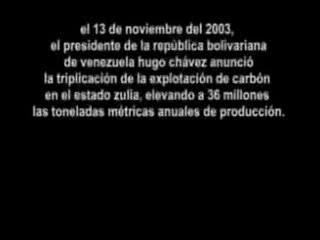 el 13 de noviembre del 2003,
el presidente de la república bolivariana
de venezuela hugo chávez anunció
la triplicación de la explotación de carbón
en el estado zulia, elevando a 36 millones
las toneladas métricas anuales de producción.